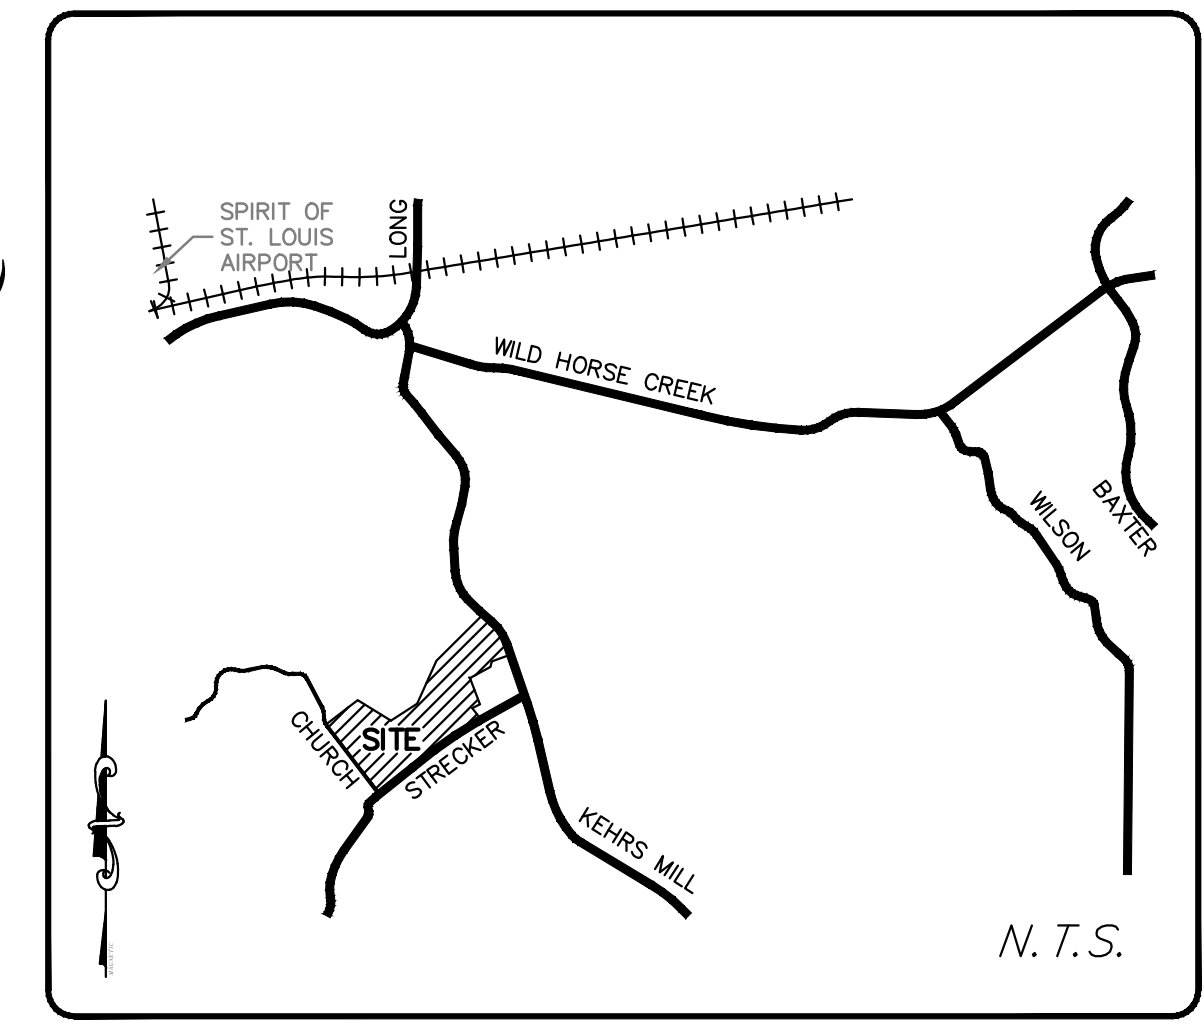 SPIRIT OF
ST. LOUIS
AIRPORT
LONG
WILD HORSE CREEK
WILSON
BAXTER
CHURCH
SITE
STRECKER
KEHRS MILL
N.T.S.